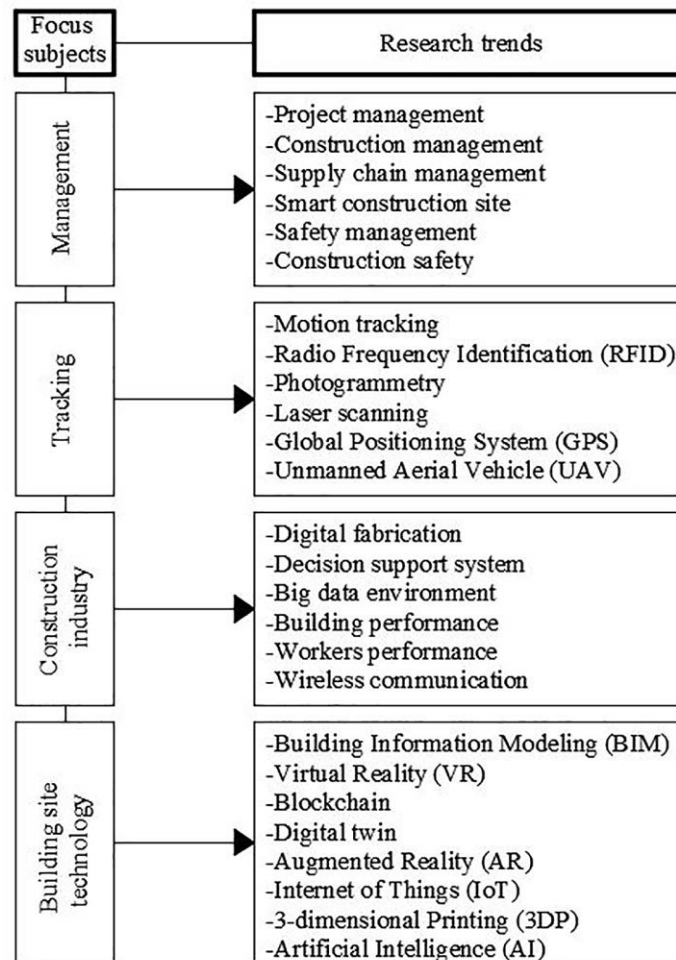 Focus
subjects
Research trends
Management
-Project management
-Construction management
-Supply chain management
-Smart construction site
-Safety management
-Construction safety
Tracking
-Motion tracking
-Radio Frequency Identification (RFID)
-Photogrammetry
-Laser scanning
-Global Positioning System (GPS)
-Unmanned Aerial Vehicle (UAV)
Construction
industry
-Digital fabrication
-Decision support system
-Big data environment
-Building performance
-Workers performance
-Wireless communication
Building site
technology
-Building Information Modeling (BIM)
-Virtual Reality (VR)
-Blockchain
-Digital twin
-Augmented Reality (AR)
-Internet of Things (IoT)
-3-dimensional Printing (3DP)
-Artificial Intelligence (AI)